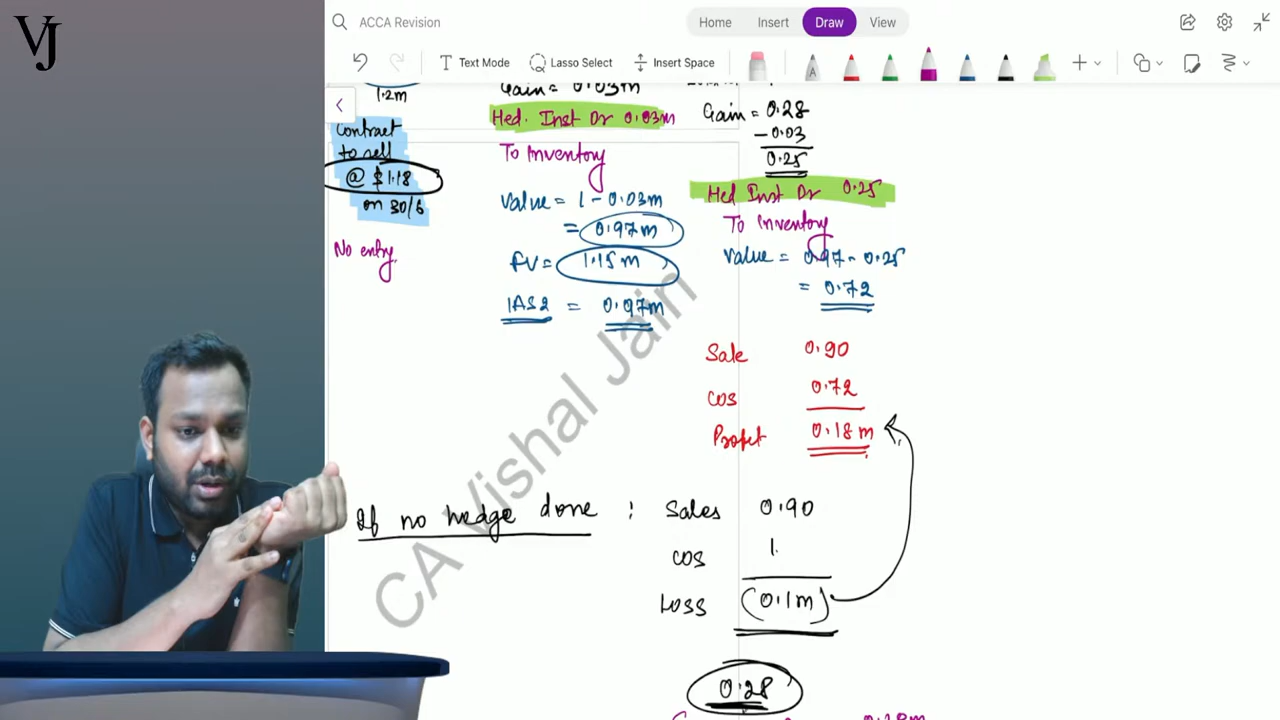 VJ
ACCA Revision
Home Insert Draw View
Text Mode Lasso Select Insert Space
1.2m
Contract
to sell
@ $1.18
on 30/6
No entry.
Gain = 0.03m
Hed. Inst Dr 0.03m
To Inventory
Value = 1 - 0.03m
= 0.97m
FV = 1.15m
IAS2 = 0.97m
Gain = 0.28
-0.03
0.25
Hed Inst Dr 0.25
To Inventory
Value = 0.97 - 0.25
= 0.72
Sale 0.90
COS 0.72
Profit 0.18m
If no hedge done : Sales 0.90
COS 1.
Loss (0.1m)
0.28
CA Vishal Jain